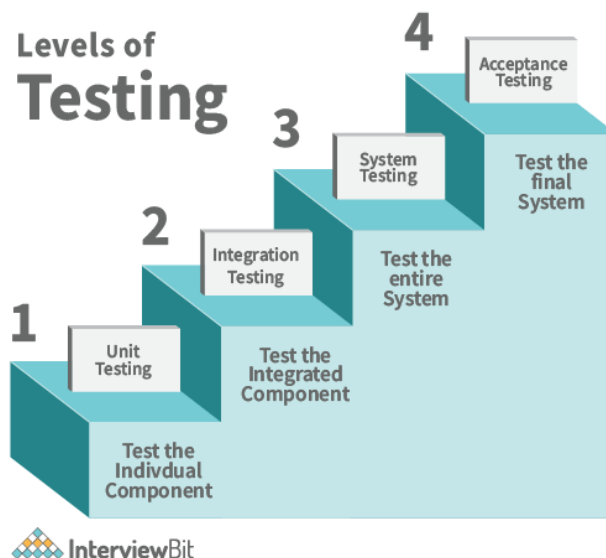 Levels of
Testing
1
Unit
Testing
Test the
Indivdual
Component
2
Integration
Testing
Test the
Integrated
Component
3
System
Testing
Test the
entire
System
4
Acceptance
Testing
Test the
final
System
InterviewBit